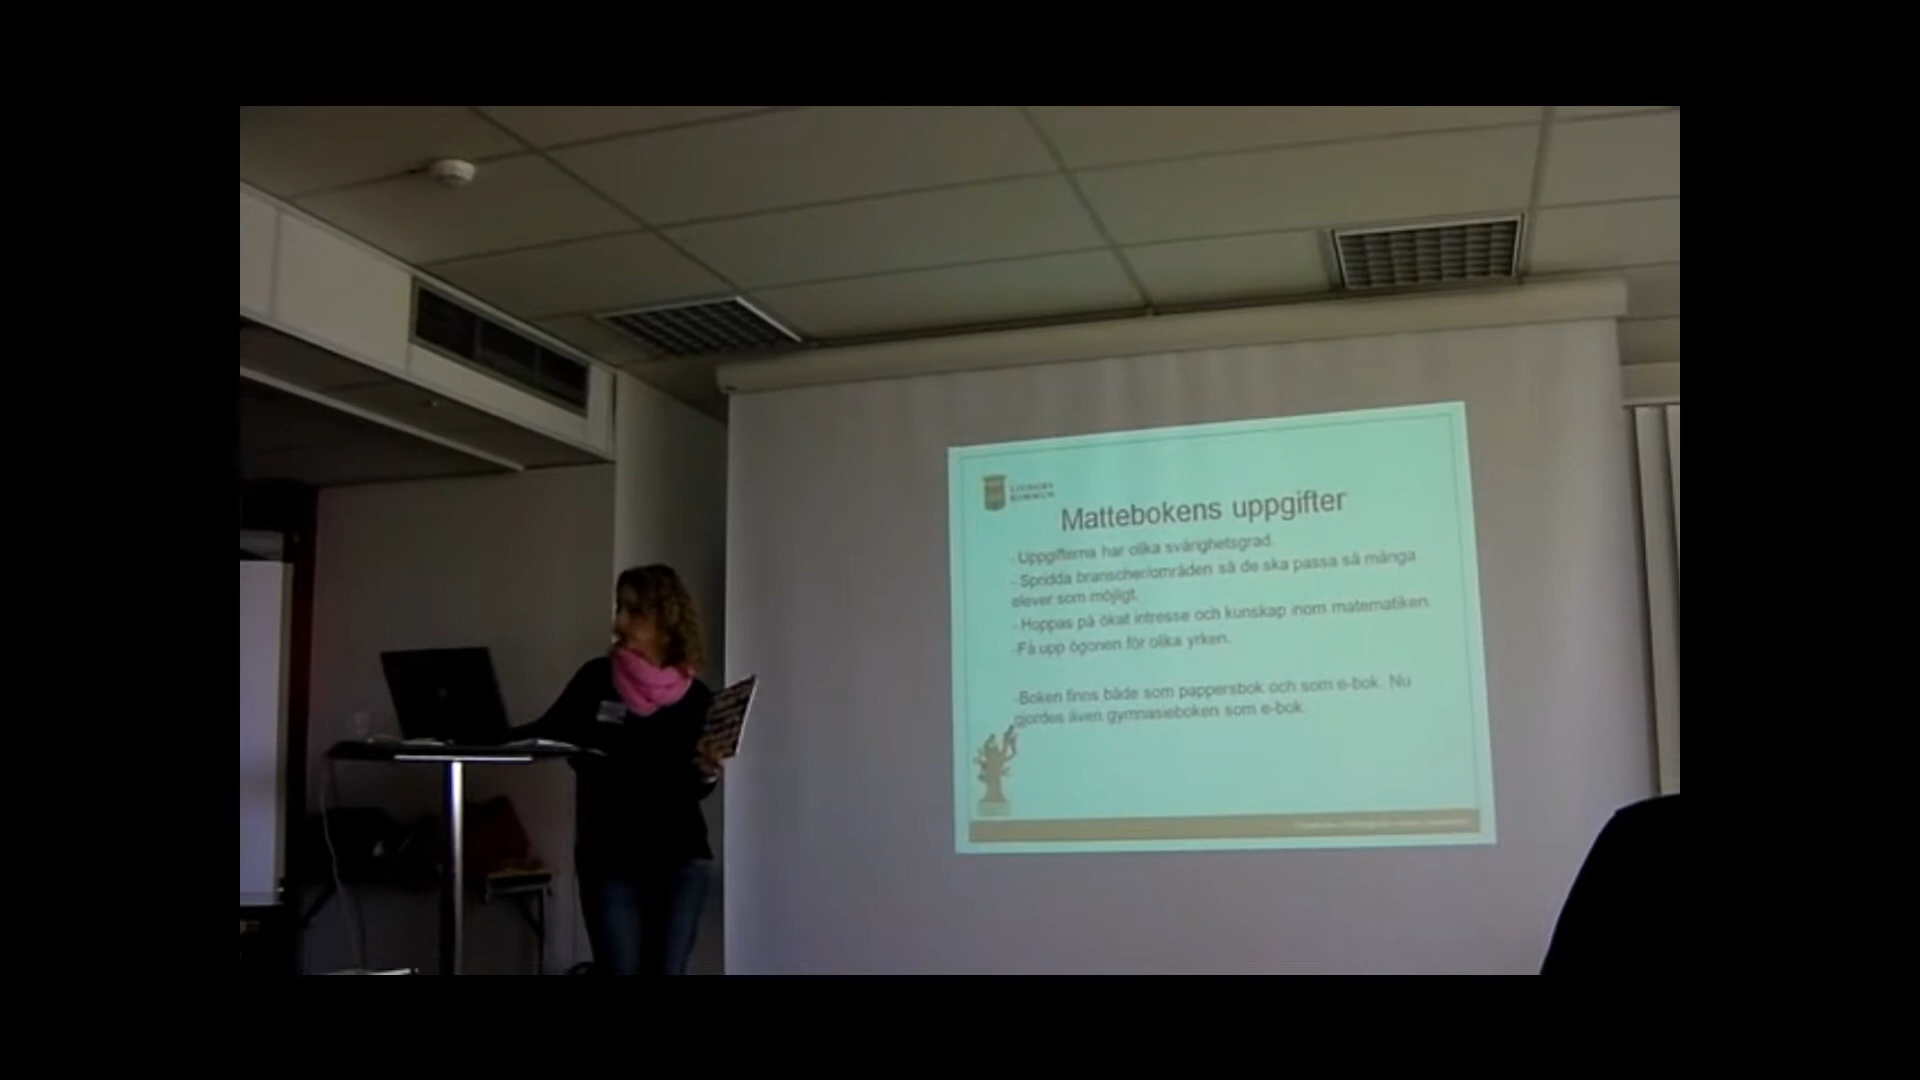 LJUNGBY
KOMMUN
Mattebokens uppgifter
- Uppgifterna har olika svårighetsgrad.
- Spridda branscher/områden så de ska passa så många
elever som möjligt.
- Hoppas på ökat intresse och kunskap inom matematiken.
-Få upp ögonen för olika yrken.
-Boken finns både som pappersbok och som e-bok. Nu
gjordes även gymnasieboken som e-bok.